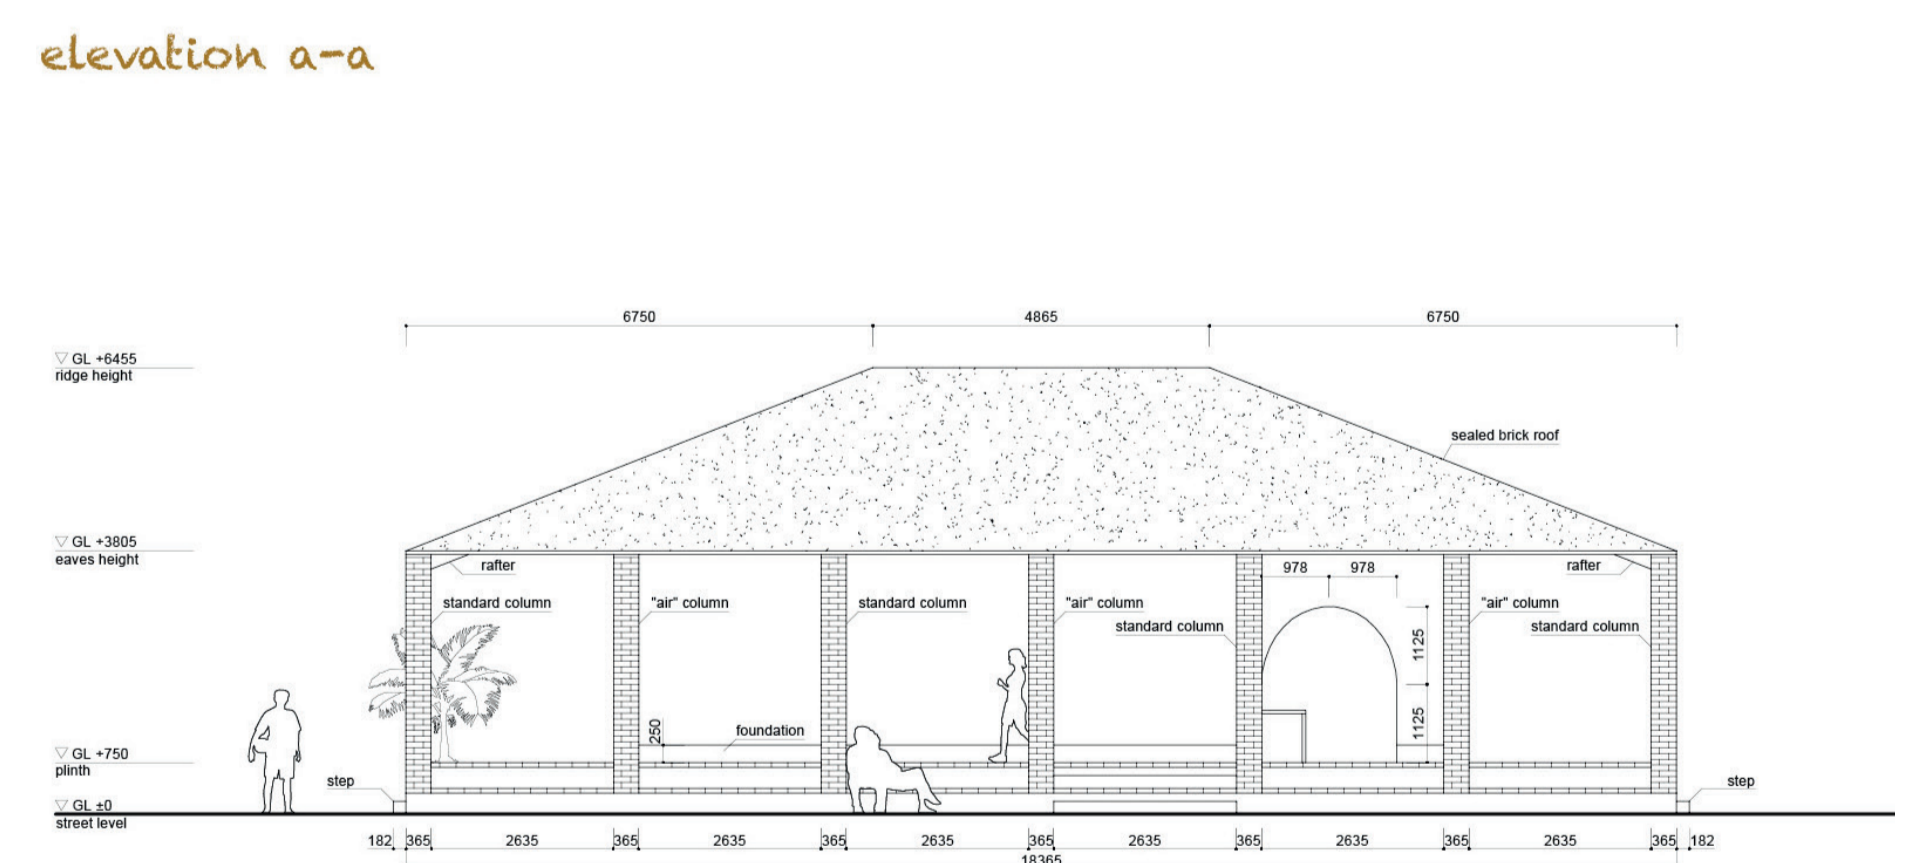 elevation a-a
6750 4865 6750
▽ GL +6455
ridge height
sealed brick roof
▽ GL +3805
eaves height
rafter 978 978 rafter
standard column "air" column standard column "air" column "air" column
standard column standard column
1125
250 foundation 1125
▽ GL +750
plinth
step step
▽ GL ±0
street level
182 365 2635 365 2635 365 2635 365 2635 365 2635 365 2635 365 182
18365